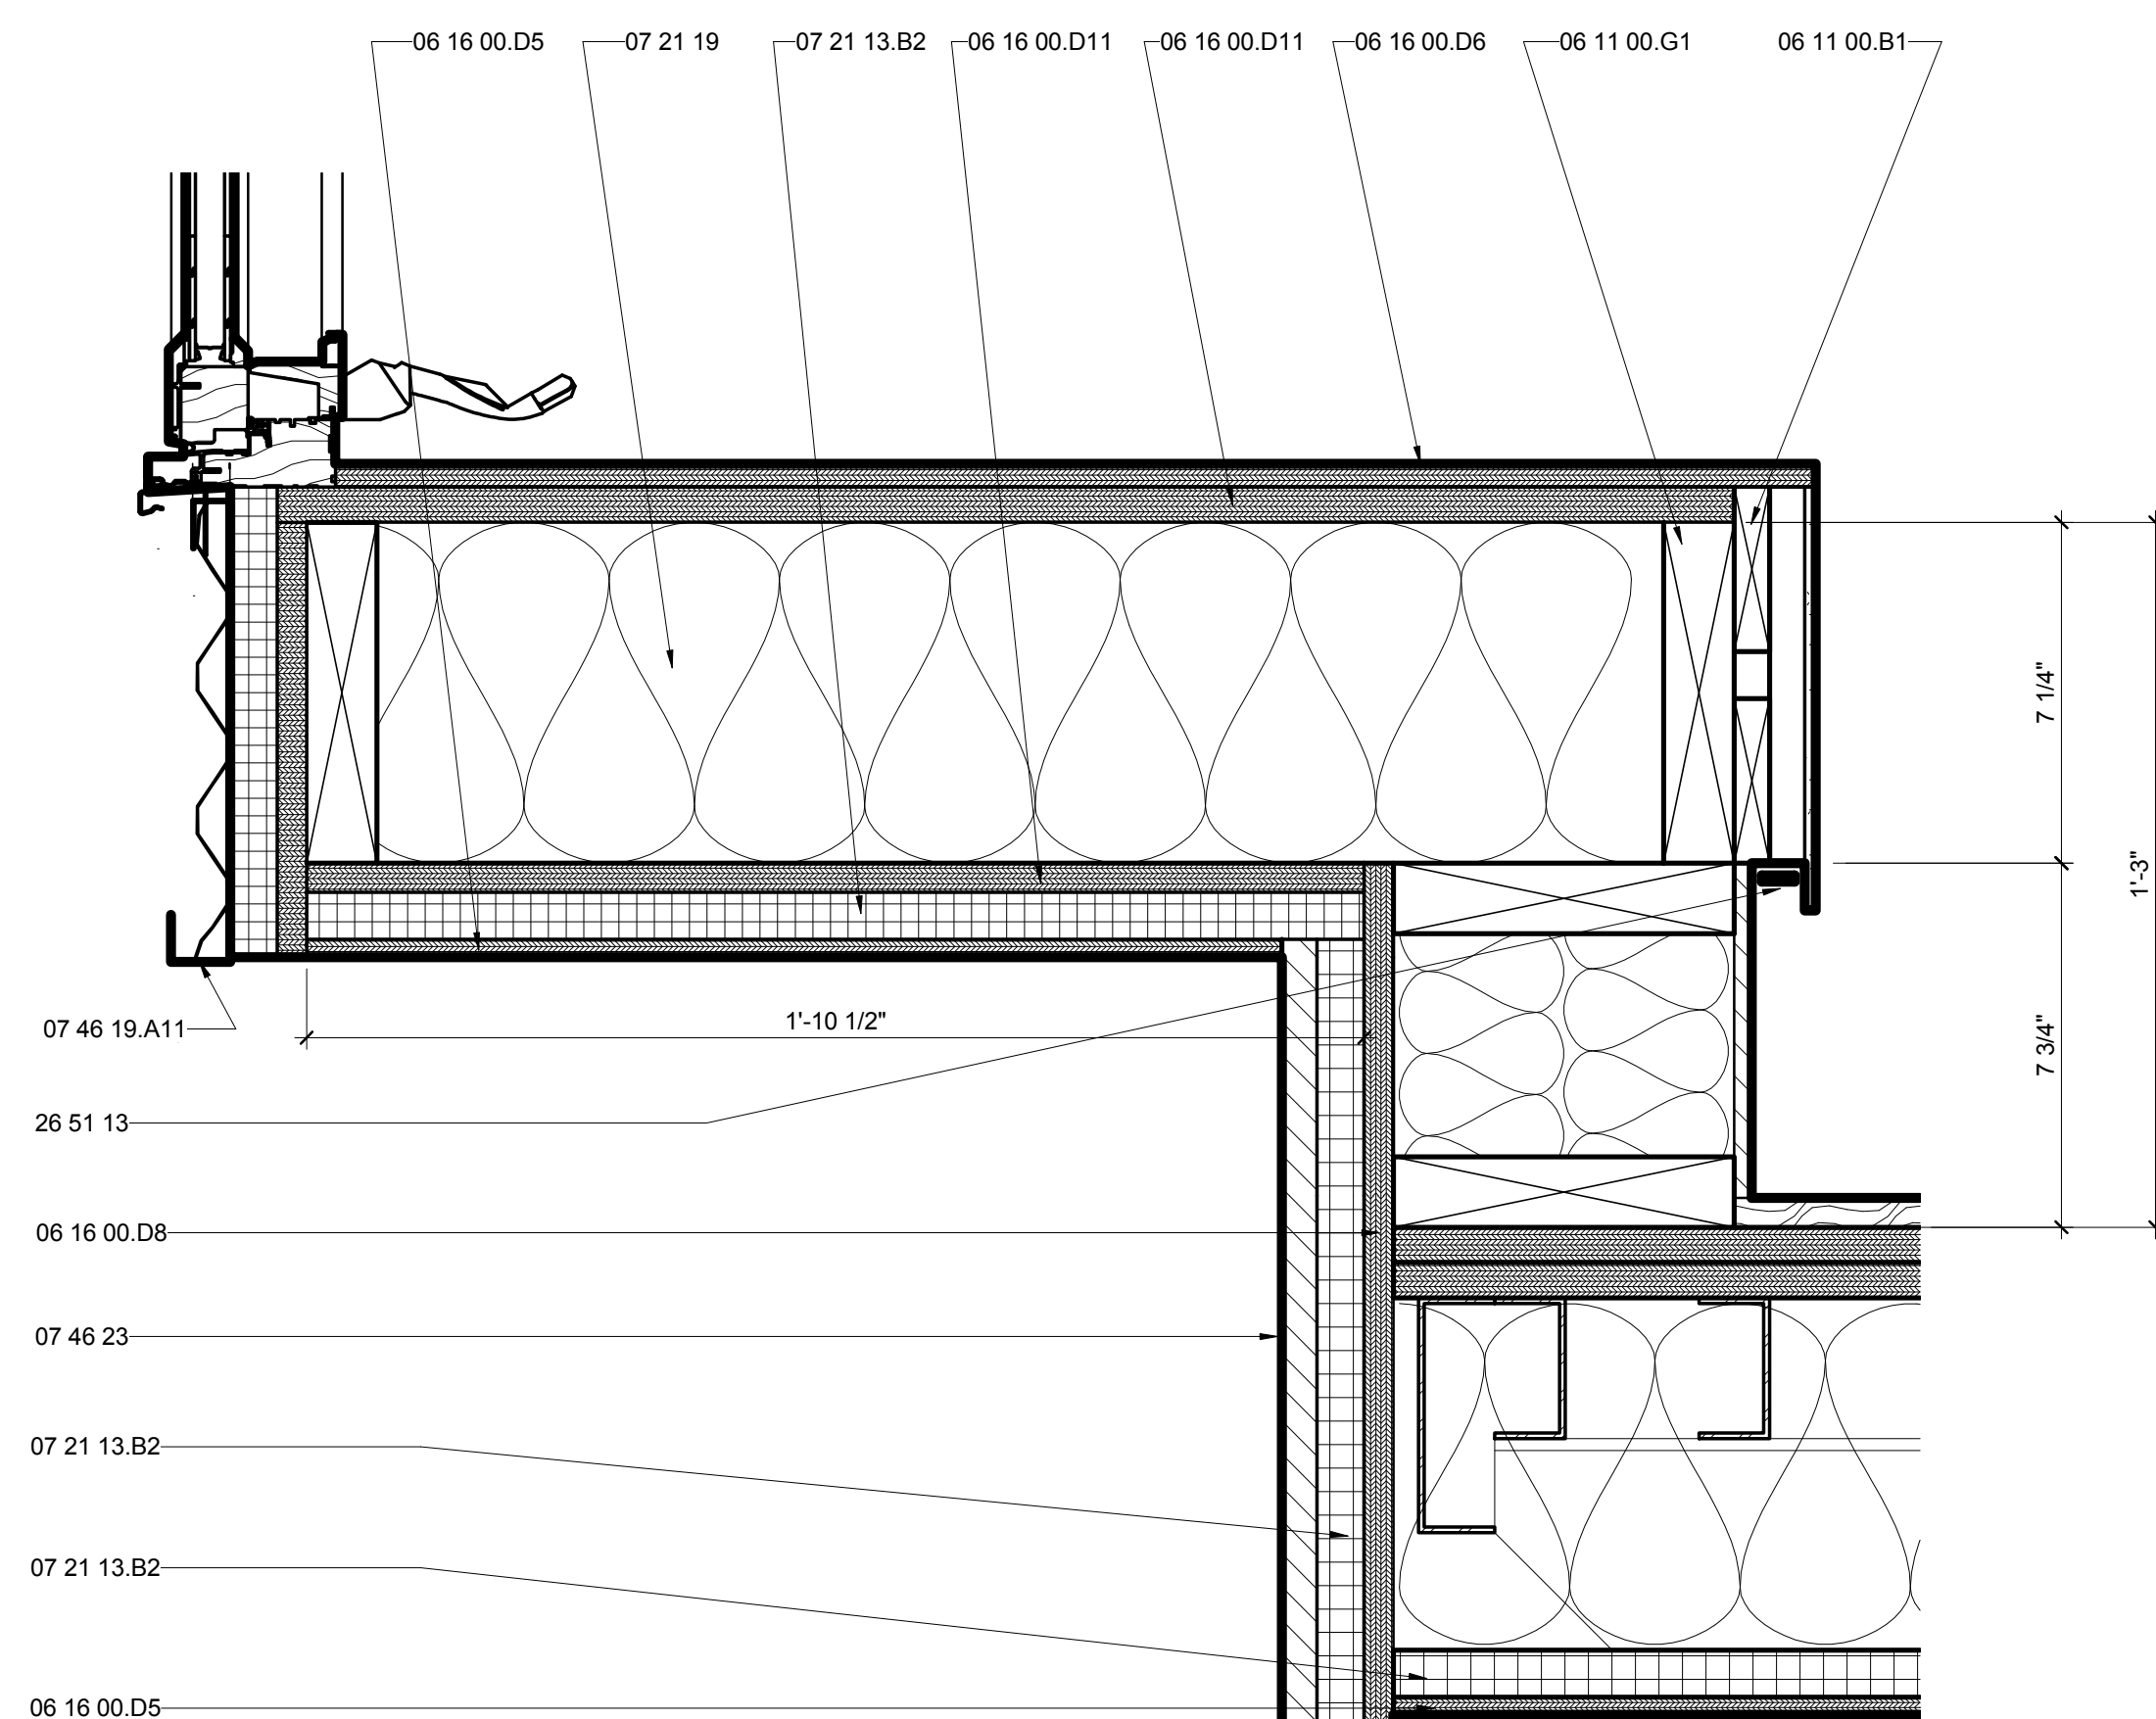 06 16 00.D5
07 21 19
07 21 13.B2
06 16 00.D11
06 16 00.D11
06 16 00.D6
06 11 00.G1
06 11 00.B1
7 1/4"
1'-3"
07 46 19.A11
1'-10 1/2"
7 3/4"
26 51 13
06 16 00.D8
07 46 23
07 21 13.B2
07 21 13.B2
06 16 00.D5